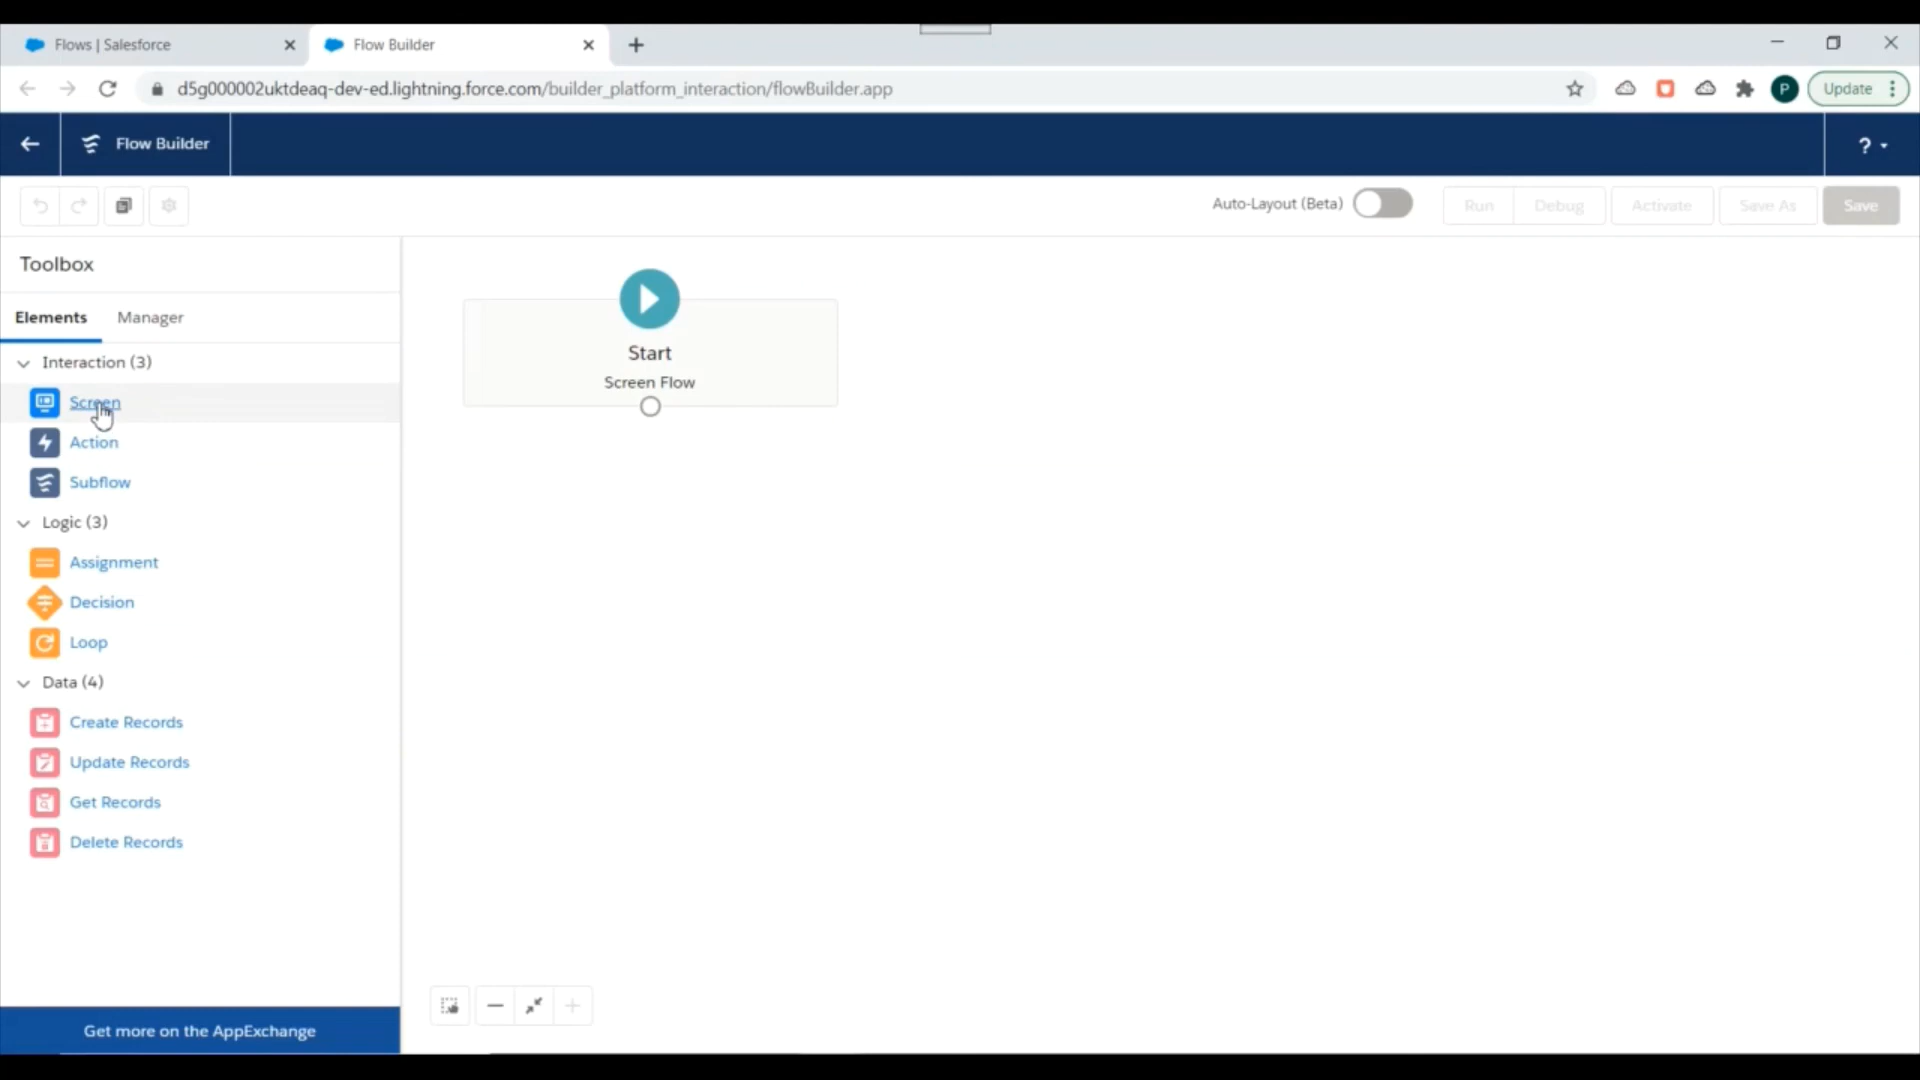 Flows | Salesforce
Flow Builder
d5g000002uktdeaq-dev-ed.lightning.force.com/builder_platform_interaction/flowBuilder.app
P
Update
Flow Builder
?
Auto-Layout (Beta)
Run
Debug
Activate
Save As
Save
Toolbox
Elements
Manager
Interaction (3)
Screen
Action
Subflow
Logic (3)
Assignment
Decision
Loop
Data (4)
Create Records
Update Records
Get Records
Delete Records
Get more on the AppExchange
Start
Screen Flow